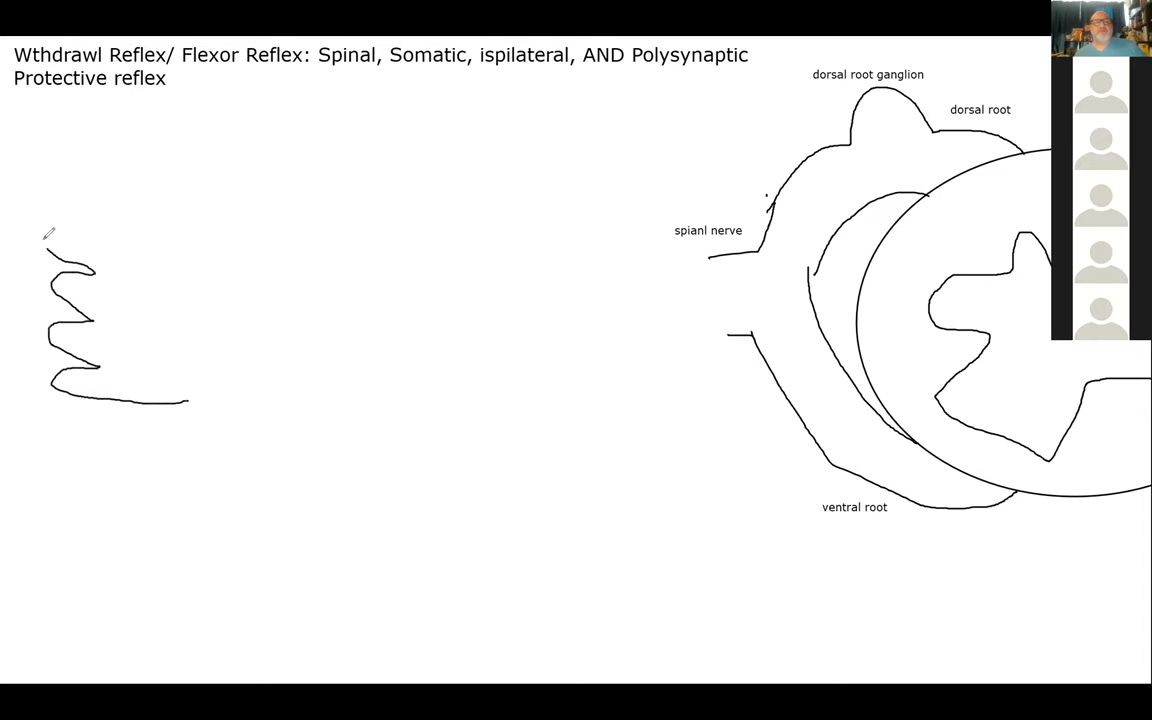 Wthdrawl Reflex/ Flexor Reflex: Spinal, Somatic, ispilateral, AND Polysynaptic
Protective reflex
dorsal root ganglion
dorsal root
spianl nerve
ventral root